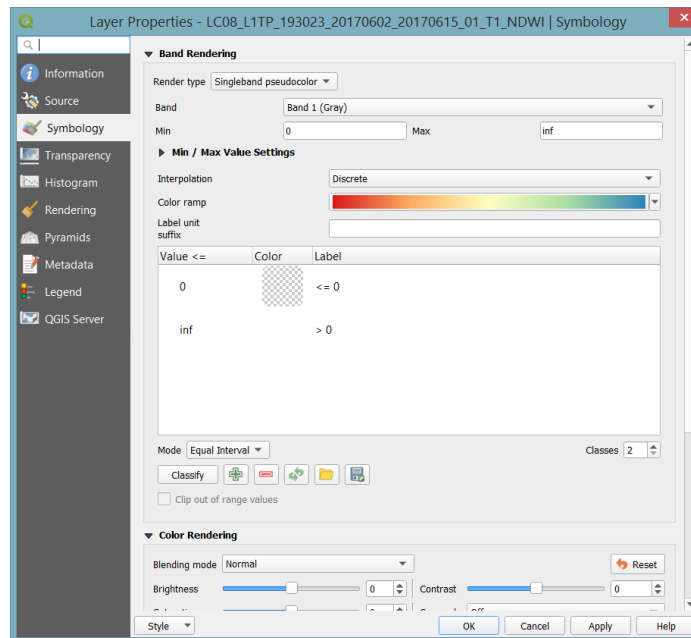 Layer Properties - LC08_L1TP_193023_20170602_20170615_01_T1_NDWI | Symbology
Information
Source
Symbology
Transparency
Histogram
Rendering
Pyramids
Metadata
Legend
QGIS Server
Band Rendering
Render type Singleband pseudocolor
Band Band 1 (Gray)
Min 0 Max inf
Min / Max Value Settings
Interpolation Discrete
Color ramp
Label unit
suffix
Value <= Color Label
0 <= 0
inf > 0
Mode Equal Interval Classes 2
Classify
Clip out of range values
Color Rendering
Blending mode Normal Reset
Brightness 0 Contrast 0
Style OK Cancel Apply Help